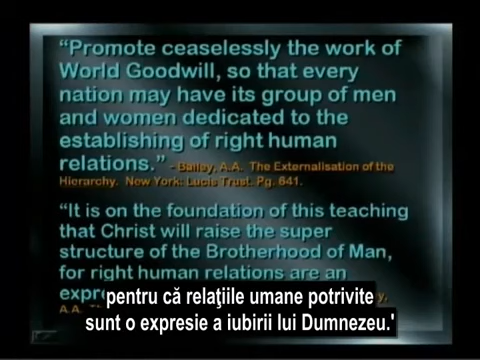 “Promote ceaselessly the work of
World Goodwill, so that every
nation may have its group of men
and women dedicated to the
establishing of right human
relations.” - Bailey, A.A. The Externalisation of the
Hierarchy. New York: Lucis Trust. Pg. 641.
“It is on the foundation of this teaching
that Christ will raise the super
structure of the Brotherhood of Man,
for right human relations are an
pentru că relaţiile umane potrivite
sunt o expresie a iubirii lui Dumnezeu.'